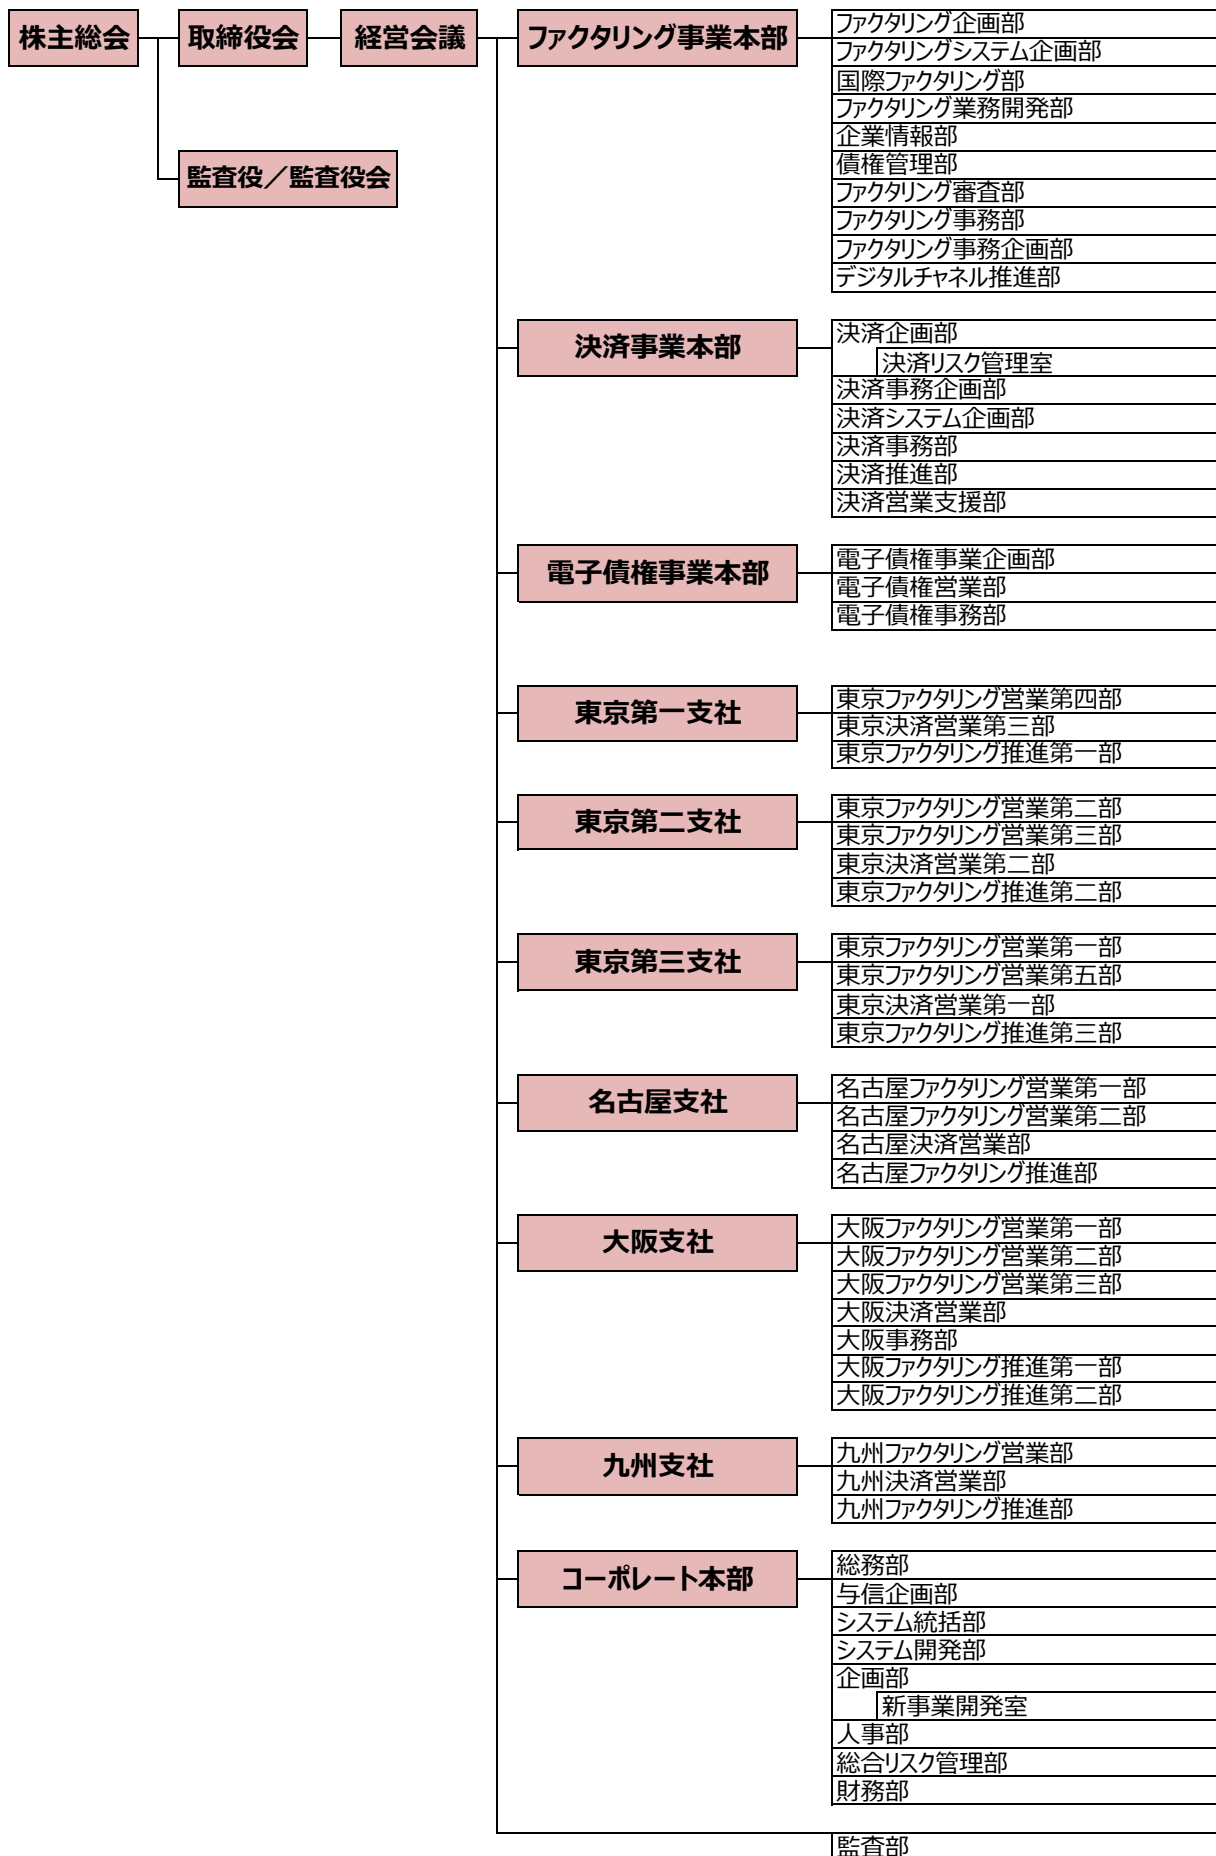 株主総会
取締役会
経営会議
監査役／監査役会
ファクタリング事業本部
ファクタリング企画部
ファクタリングシステム企画部
国際ファクタリング部
ファクタリング業務開発部
企業情報部
債権管理部
ファクタリング審査部
ファクタリング事務部
ファクタリング事務企画部
デジタルチャネル推進部
決済事業本部
決済企画部
決済リスク管理室
決済事務企画部
決済システム企画部
決済事務部
決済推進部
決済営業支援部
電子債権事業本部
電子債権事業企画部
電子債権営業部
電子債権事務部
東京第一支社
東京ファクタリング営業第四部
東京決済営業第三部
東京ファクタリング推進第一部
東京第二支社
東京ファクタリング営業第二部
東京ファクタリング営業第三部
東京決済営業第二部
東京ファクタリング推進第二部
東京第三支社
東京ファクタリング営業第一部
東京ファクタリング営業第五部
東京決済営業第一部
東京ファクタリング推進第三部
名古屋支社
名古屋ファクタリング営業第一部
名古屋ファクタリング営業第二部
名古屋決済営業部
名古屋ファクタリング推進部
大阪支社
大阪ファクタリング営業第一部
大阪ファクタリング営業第二部
大阪ファクタリング営業第三部
大阪決済営業部
大阪事務部
大阪ファクタリング推進第一部
大阪ファクタリング推進第二部
九州支社
九州ファクタリング営業部
九州決済営業部
九州ファクタリング推進部
コーポレート本部
総務部
与信企画部
システム統括部
システム開発部
企画部
新事業開発室
人事部
総合リスク管理部
財務部
監査部